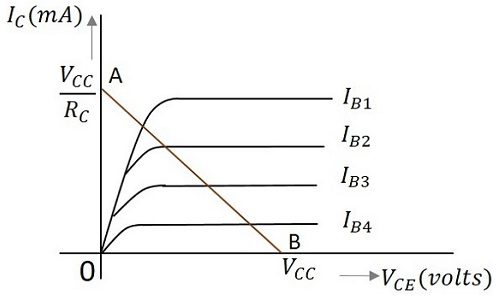 I_C(mA)
V_CC/R_C
A
I_B1
I_B2
I_B3
I_B4
B
0
V_CC
V_CE(volts)